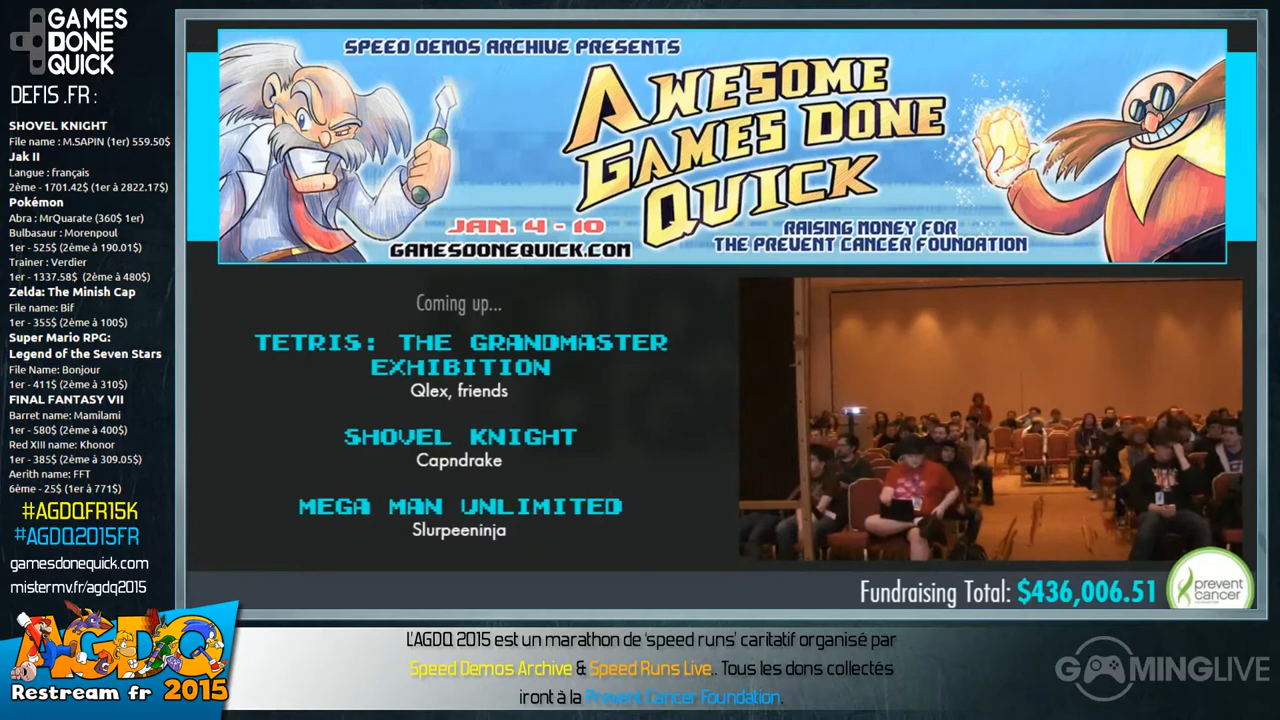 GAMES
DONE
QUICK
DEFIS .FR :
SHOVEL KNIGHT
File name : M.SAPIN (1er) 559.50$
Jak II
Langue : français
2ème - 1701.42$ (1er à 2822.17$)
Pokémon
Abra : MrQuarate (360$ 1er)
Bulbasaur : Morenpoul
1er - 525$ (2ème à 190.01$)
Trainer : Verdier
1er - 1337.58$ (2ème à 480$)
Zelda: The Minish Cap
File name: Bif
1er - 355$ (2ème à 100$)
Super Mario RPG:
Legend of the Seven Stars
File Name: Bonjour
1er - 411$ (2ème à 310$)
FINAL FANTASY VII
Barret name: Mamilami
1er - 580$ (2ème à 400$)
Red XIII name: Khonor
1er - 385$ (2ème à 309.05$)
Aerith name: FFT
6ème - 25$ (1er à 771$)
#AGDQFR15K
#AGDQ2015FR
gamesdonequick.com
mistermv.fr/agdq2015
AGDQ
Restream fr 2015
SPEED DEMOS ARCHIVE PRESENTS
AWESOME
GAMES DONE
QUICK
JAN. 4 - 10
GAMESDONEQUICK.COM
RAISING MONEY FOR
THE PREVENT CANCER FOUNDATION
Coming up...
TETRIS: THE GRANDMASTER
EXHIBITION
Qlex, friends
SHOVEL KNIGHT
Capndrake
MEGA MAN UNLIMITED
Slurpeeninja
Fundraising Total: $436,006.51
prevent
cancer
L'AGDQ 2015 est un marathon de 'speed runs' caritatif organisé par
Speed Demos Archive & Speed Runs Live.. Tous les dons collectés
iront à la Prevent Cancer Foundation.
GAMINGLIVE